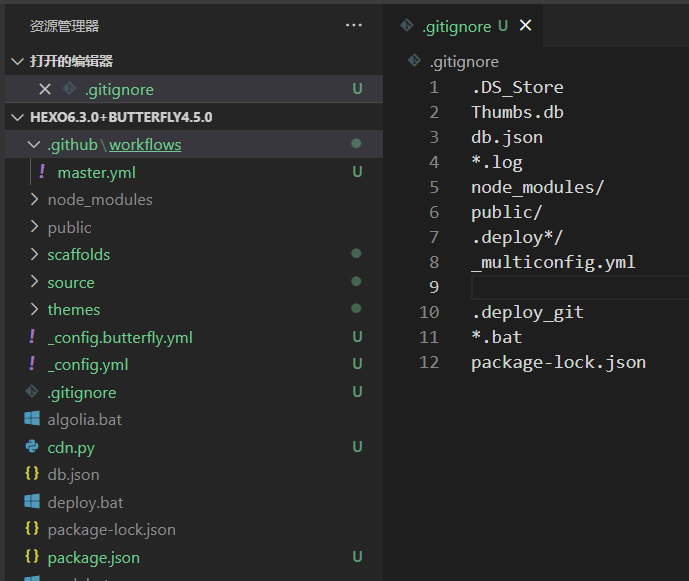 资源管理器 ···
打开的编辑器
.gitignore U
HEXO6.3.0+BUTTERFLY4.5.0
.github\workflows
! master.yml U
node_modules
public
scaffolds
source
themes
! _config.butterfly.yml U
! _config.yml U
.gitignore U
algolia.bat
cdn.py U
{} db.json
deploy.bat
{} package-lock.json
{} package.json U
.gitignore U
.gitignore
1 .DS_Store
2 Thumbs.db
3 db.json
4 *.log
5 node_modules/
6 public/
7 .deploy*/
8 _multiconfig.yml
9
10 .deploy_git
11 *.bat
12 package-lock.json